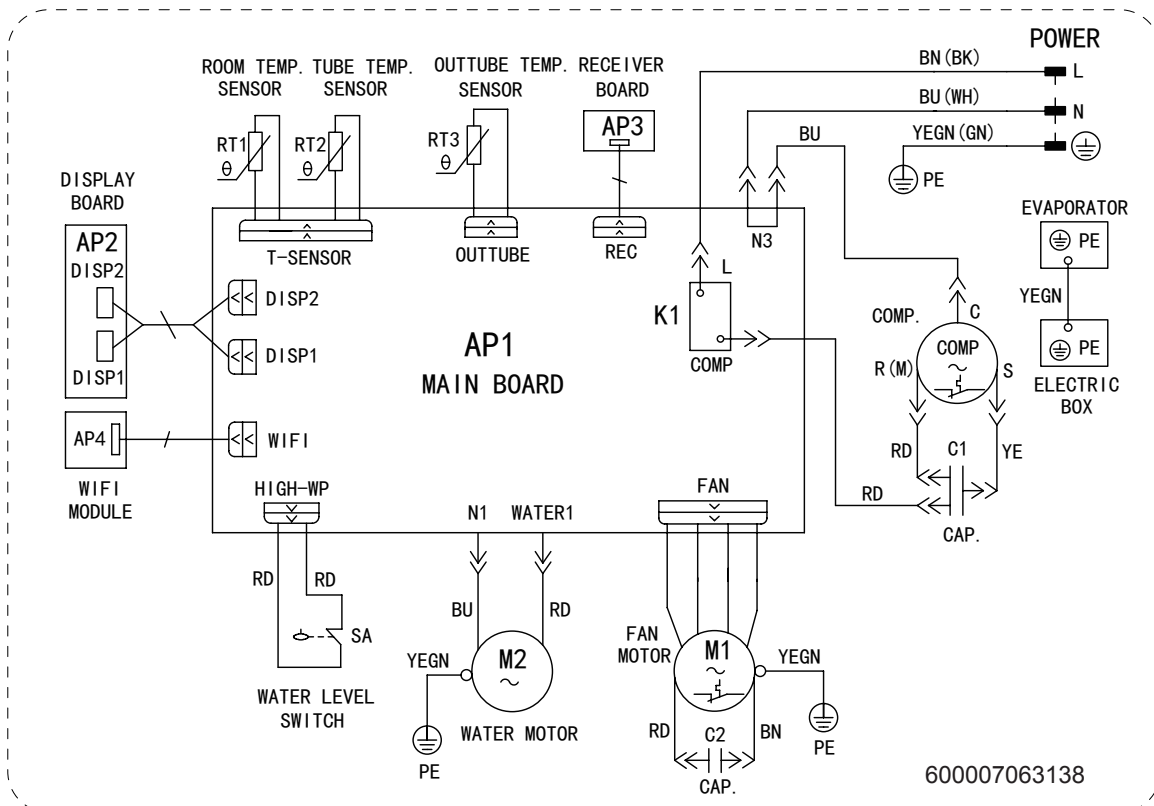 POWER
BN(BK)
L
BU(WH)
N
BU
YEGN(GN)
PE
ROOM TEMP. TUBE TEMP.
SENSOR SENSOR
OUTTUBE TEMP. RECEIVER
SENSOR BOARD
AP3
RT1
θ
RT2
θ
RT3
θ
DISPLAY
BOARD
AP2
DISP2
DISP1
T-SENSOR
OUTTUBE
REC
N3
L
K1
COMP
DISP2
DISP1
AP1
MAIN BOARD
EVAPORATOR
PE
YEGN
PE
ELECTRIC
BOX
C
COMP.
COMP
~
R(M)
S
RD
C1
YE
RD
CAP.
AP4
WIFI
MODULE
WIFI
HIGH-WP
N1
WATER1
FAN
RD
RD
SA
WATER LEVEL
SWITCH
BU
RD
YEGN
M2
~
WATER MOTOR
PE
FAN
MOTOR
M1
~
YEGN
RD
C2
BN
CAP.
PE
600007063138